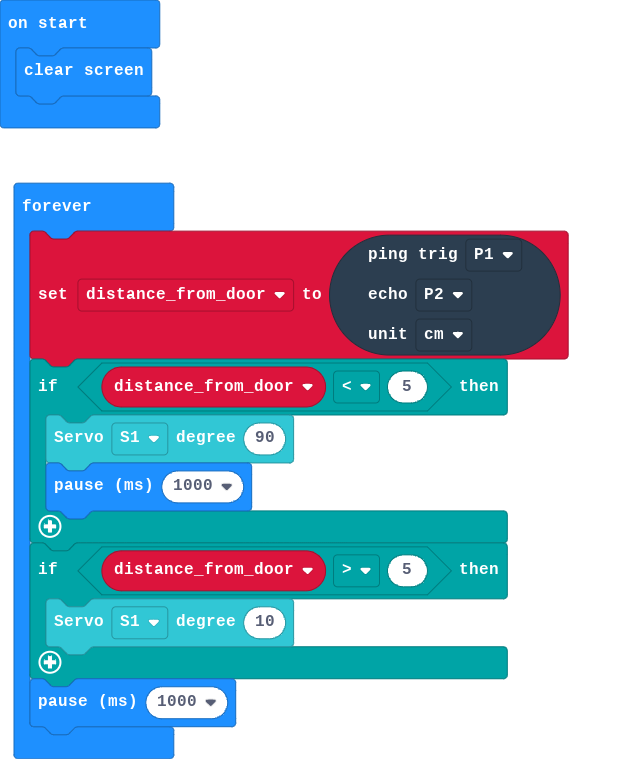 on start
clear screen
forever
set distance_from_door to ping trig P1
echo P2
unit cm
if distance_from_door < 5 then
Servo S1 degree 90
pause (ms) 1000
if distance_from_door > 5 then
Servo S1 degree 10
pause (ms) 1000